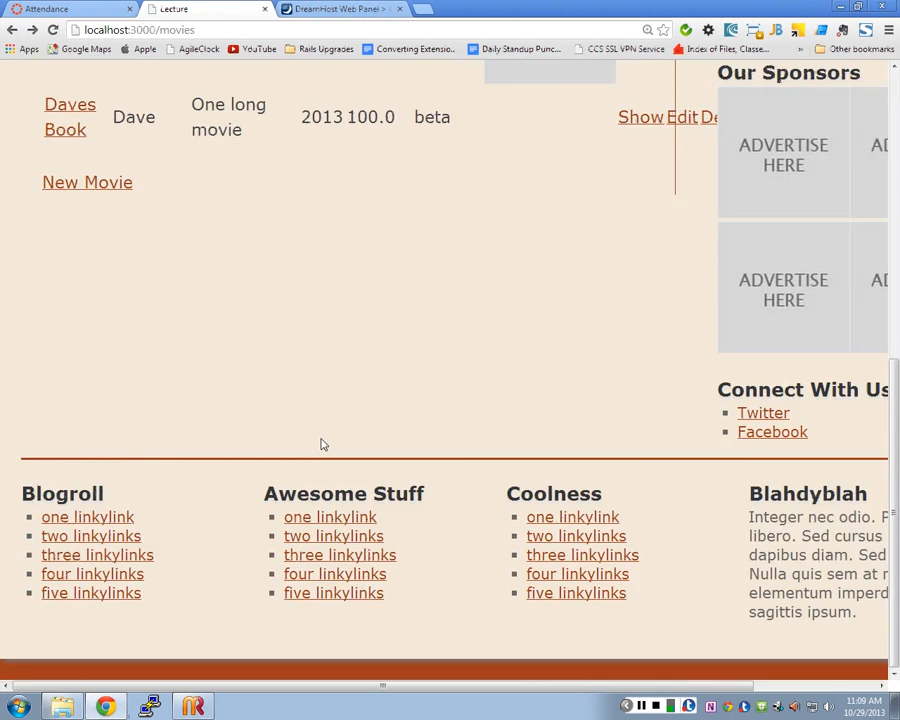 Attendance
Lecture
DreamHost Web Panel >
localhost:3000/movies
Apps
Google Maps
Apple
AgileClock
YouTube
Rails Upgrades
Converting Extensio...
Daily Standup Punc...
CCS SSL VPN Service
Index of Files, Classe...
»
Other bookmarks
Our Sponsors
Daves Book
Dave
One long movie
2013 100.0
beta
Show Edit De
ADVERTISE HERE
AD
New Movie
ADVERTISE HERE
AD
Connect With Us
Twitter
Facebook
Blogroll
one linkylink
two linkylinks
three linkylinks
four linkylinks
five linkylinks
Awesome Stuff
one linkylink
two linkylinks
three linkylinks
four linkylinks
five linkylinks
Coolness
one linkylink
two linkylinks
three linkylinks
four linkylinks
five linkylinks
Blahdyblah
Integer nec odio. P
libero. Sed cursus
dapibus diam. Sed
Nulla quis sem at n
elementum imperd
sagittis ipsum.
11:09 AM
10/29/2013